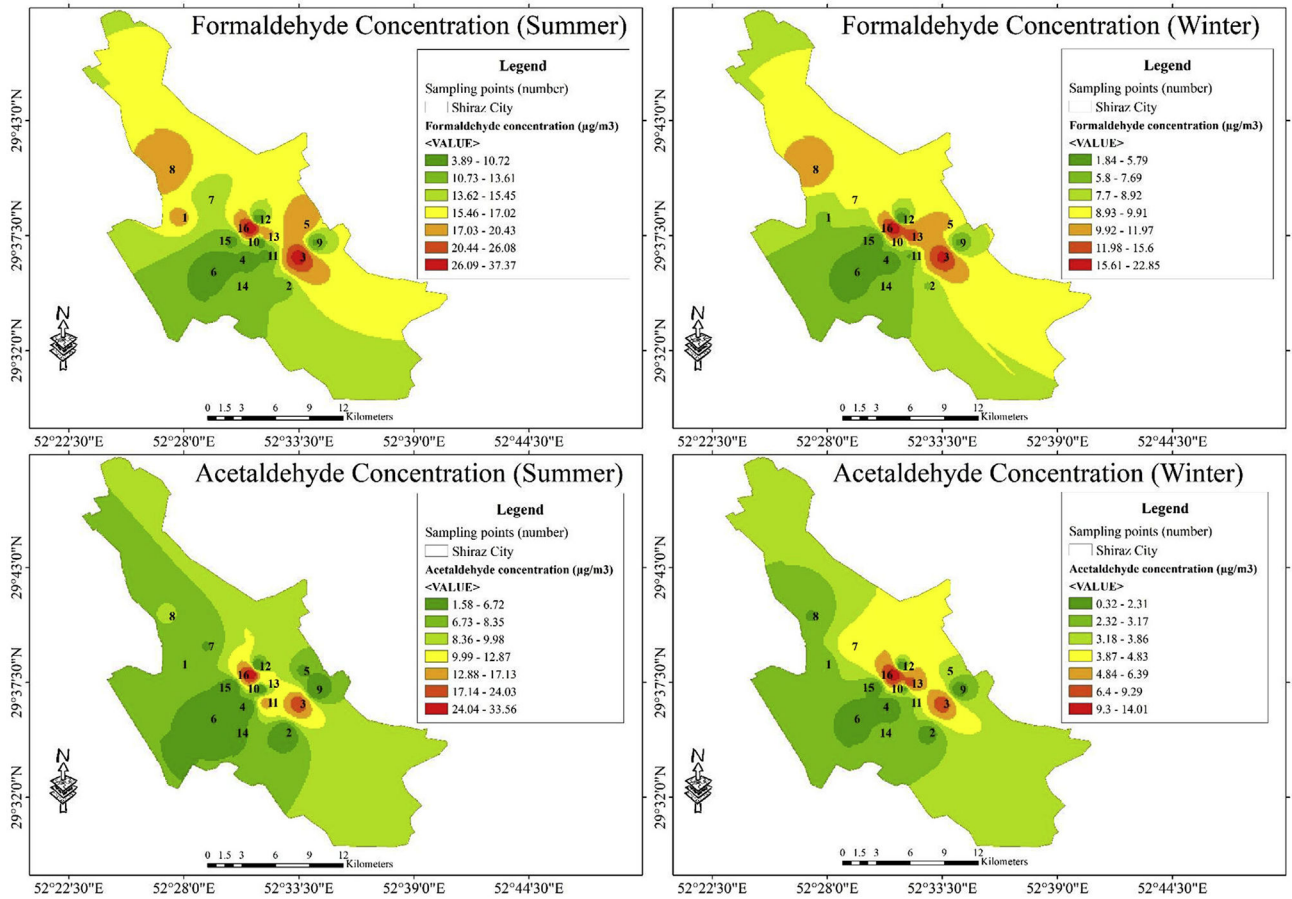 Formaldehyde Concentration (Summer)
Legend
Sampling points (number)
Shiraz City
Formaldehyde concentration (µg/m3)
<VALUE>
3.89 - 10.72
10.73 - 13.61
13.62 - 15.45
15.46 - 17.02
17.03 - 20.43
20.44 - 26.08
26.09 - 37.37
29°43'0"N
29°37'30"N
29°32'0"N
8
7
1
12
5
16
13
15
10
9
11
4
3
6
14
2
N
0 1.5 3 6 9 12
Kilometers
52°22'30"E 52°28'0"E 52°33'30"E 52°39'0"E 52°44'30"E
Formaldehyde Concentration (Winter)
Legend
Sampling points (number)
Shiraz City
Formaldehyde concentration (µg/m3)
<VALUE>
1.84 - 5.79
5.8 - 7.69
7.7 - 8.92
8.93 - 9.91
9.92 - 11.97
11.98 - 15.6
15.61 - 22.85
29°43'0"N
29°37'30"N
29°32'0"N
8
7
1
12
5
16
13
15
10
9
11
4
3
6
14
2
N
0 1.5 3 6 9 12
Kilometers
52°22'30"E 52°28'0"E 52°33'30"E 52°39'0"E 52°44'30"E
Acetaldehyde Concentration (Summer)
Legend
Sampling points (number)
Shiraz City
Acetaldehyde concentration (µg/m3)
<VALUE>
1.58 - 6.72
6.73 - 8.35
8.36 - 9.98
9.99 - 12.87
12.88 - 17.13
17.14 - 24.03
24.04 - 33.56
29°43'0"N
29°37'30"N
29°32'0"N
8
7
1
12
5
16
13
15
10
9
11
4
3
6
14
2
N
0 1.5 3 6 9 12
Kilometers
52°22'30"E 52°28'0"E 52°33'30"E 52°39'0"E 52°44'30"E
Acetaldehyde Concentration (Winter)
Legend
Sampling points (number)
Shiraz City
Acetaldehyde concentration (µg/m3)
<VALUE>
0.32 - 2.31
2.32 - 3.17
3.18 - 3.86
3.87 - 4.83
4.84 - 6.39
6.4 - 9.29
9.3 - 14.01
29°43'0"N
29°37'30"N
29°32'0"N
8
7
1
12
5
16
13
15
10
9
11
4
3
6
14
2
N
0 1.5 3 6 9 12
Kilometers
52°22'30"E 52°28'0"E 52°33'30"E 52°39'0"E 52°44'30"E